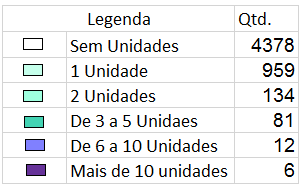 Legenda Qtd.
Sem Unidades 4378
1 Unidade 959
2 Unidades 134
De 3 a 5 Unidaes 81
De 6 a 10 Unidades 12
Mais de 10 unidades 6